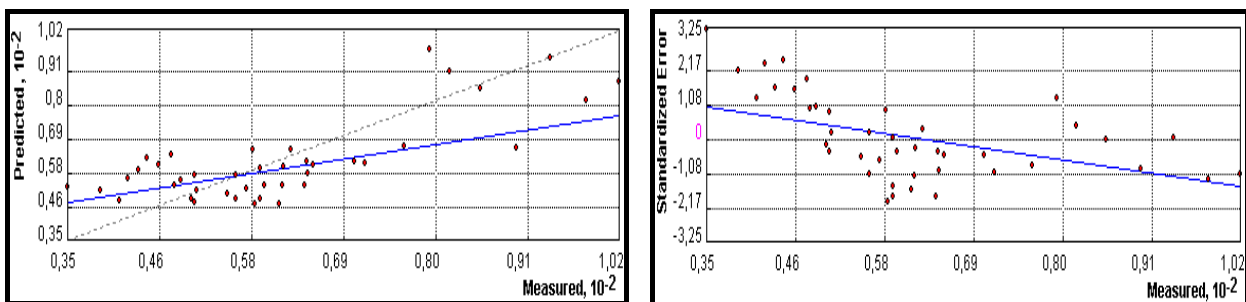 Predicted, 10-2
1,02
0,91
0,8
0,69
0,58
0,46
0,35
0,35 0,46 0,58 0,69 0,80 0,91 1,02
Measured, 10-2
Standardized Error
3,25
2,17
1,08
0
-1,08
-2,17
-3,25
0,35 0,46 0,58 0,69 0,80 0,91 1,02
Measured, 10-2